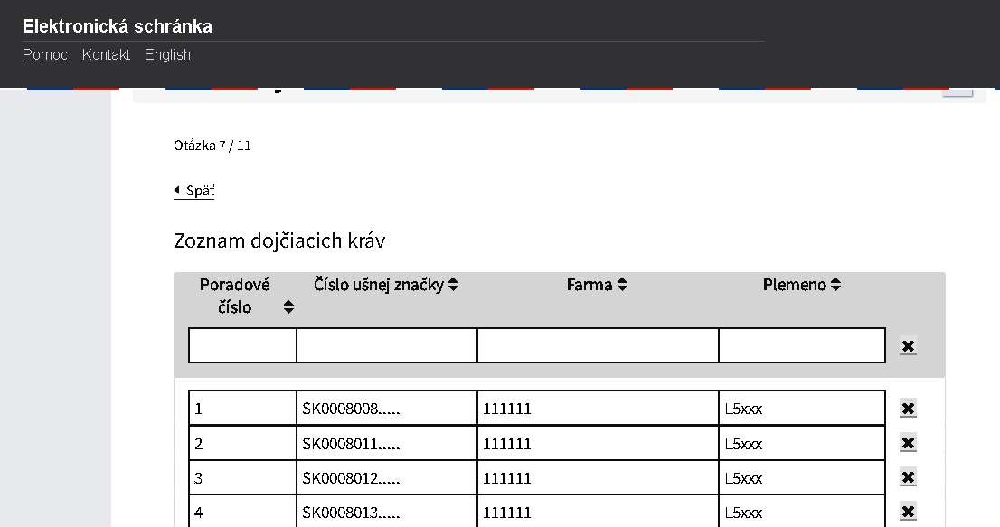 Elektronická schránka
Pomoc Kontakt English
Otázka 7 / 11
Späť
Zoznam dojčiacich kráv
Poradové číslo Číslo ušnej značky Farma Plemeno
1 SK0008008..... 111111 L5xxx
2 SK0008011..... 111111 L5xxx
3 SK0008012..... 111111 L5xxx
4 SK0008013..... 111111 L5xxx